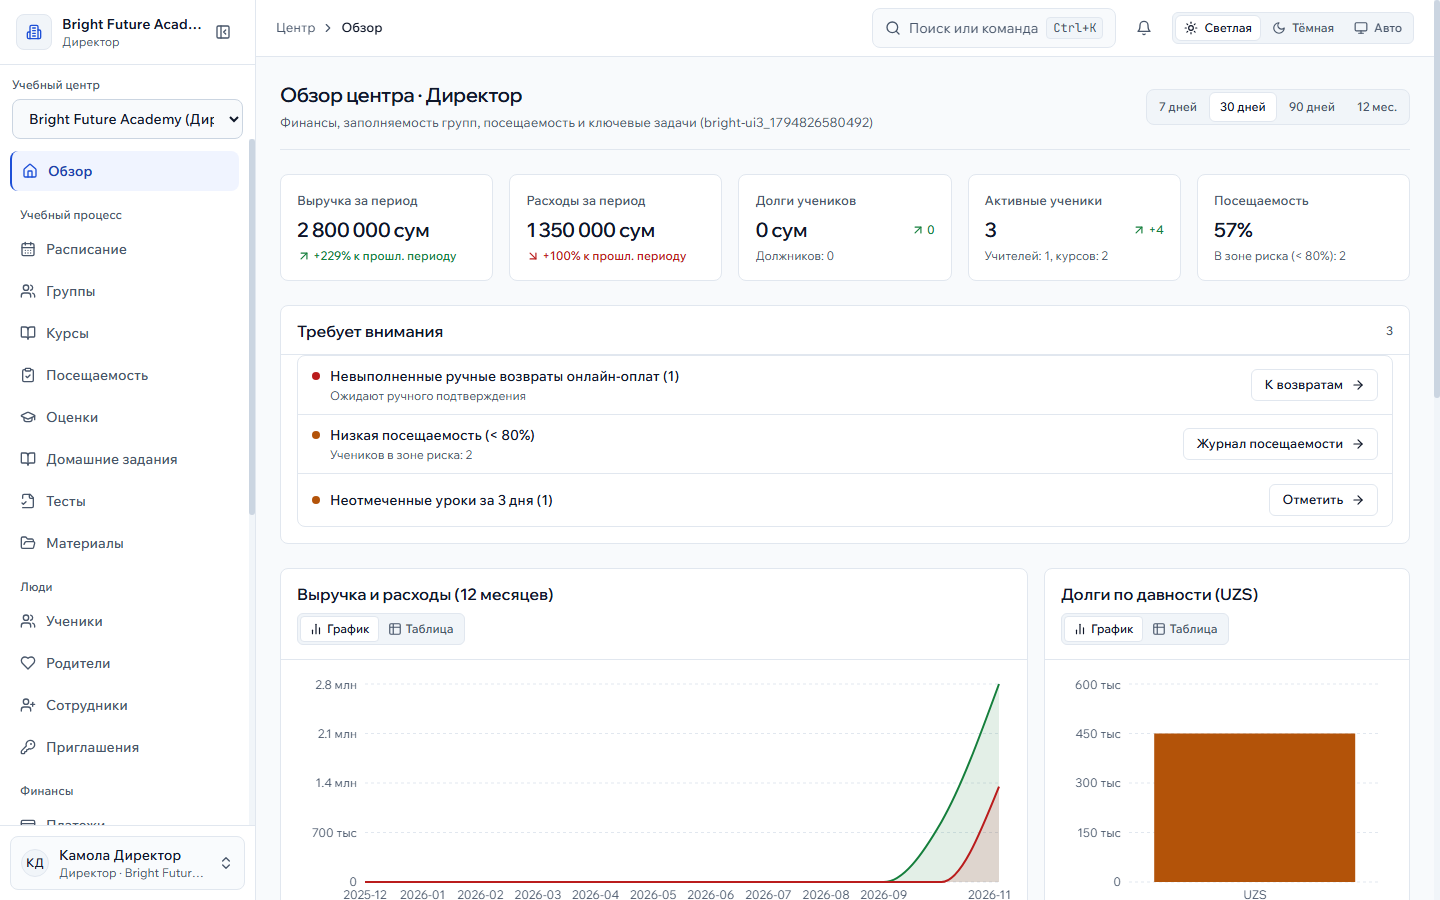 Bright Future Acad...
Директор
Учебный центр
Bright Future Academy (Дир
Обзор
Учебный процесс
Расписание
Группы
Курсы
Посещаемость
Оценки
Домашние задания
Тесты
Материалы
Люди
Ученики
Родители
Сотрудники
Приглашения
Финансы
Платежи
КД
Камола Директор
Директор · Bright Futur...
Центр > Обзор
Поиск или команда Ctrl+K
Светлая Тёмная Авто
Обзор центра · Директор
Финансы, заполняемость групп, посещаемость и ключевые задачи (bright-ui3_1794826580492)
7 дней 30 дней 90 дней 12 мес.
Выручка за период
2 800 000 сум
+229% к прошл. периоду
Расходы за период
1 350 000 сум
+100% к прошл. периоду
Долги учеников
0 сум 0
Должников: 0
Активные ученики
3 +4
Учителей: 1, курсов: 2
Посещаемость
57%
В зоне риска (< 80%): 2
Требует внимания 3
Невыполненные ручные возвраты онлайн-оплат (1)
Ожидают ручного подтверждения
К возвратам
Низкая посещаемость (< 80%)
Учеников в зоне риска: 2
Журнал посещаемости
Неотмеченные уроки за 3 дня (1)
Отметить
Выручка и расходы (12 месяцев)
График Таблица
2.8 млн
2.1 млн
1.4 млн
700 тыс
0
2025-12 2026-01 2026-02 2026-03 2026-04 2026-05 2026-06 2026-07 2026-08 2026-09 2026-11
Долги по давности (UZS)
График Таблица
600 тыс
450 тыс
300 тыс
150 тыс
0
UZS